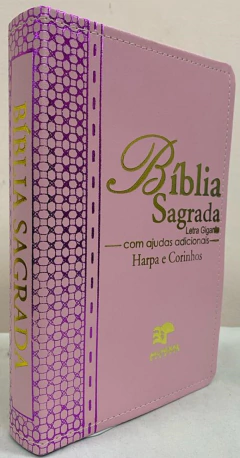 BÍBLIA SAGRADA
Bíblia
Sagrada
Letra Gigante
com ajudas adicionais
Harpa e Corinhos